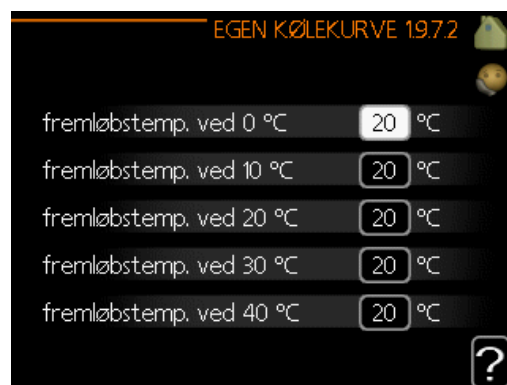 EGEN KØLEKURVE 1.9.7.2
fremløbstemp. ved 0 °C 20 °C
fremløbstemp. ved 10 °C 20 °C
fremløbstemp. ved 20 °C 20 °C
fremløbstemp. ved 30 °C 20 °C
fremløbstemp. ved 40 °C 20 °C
?